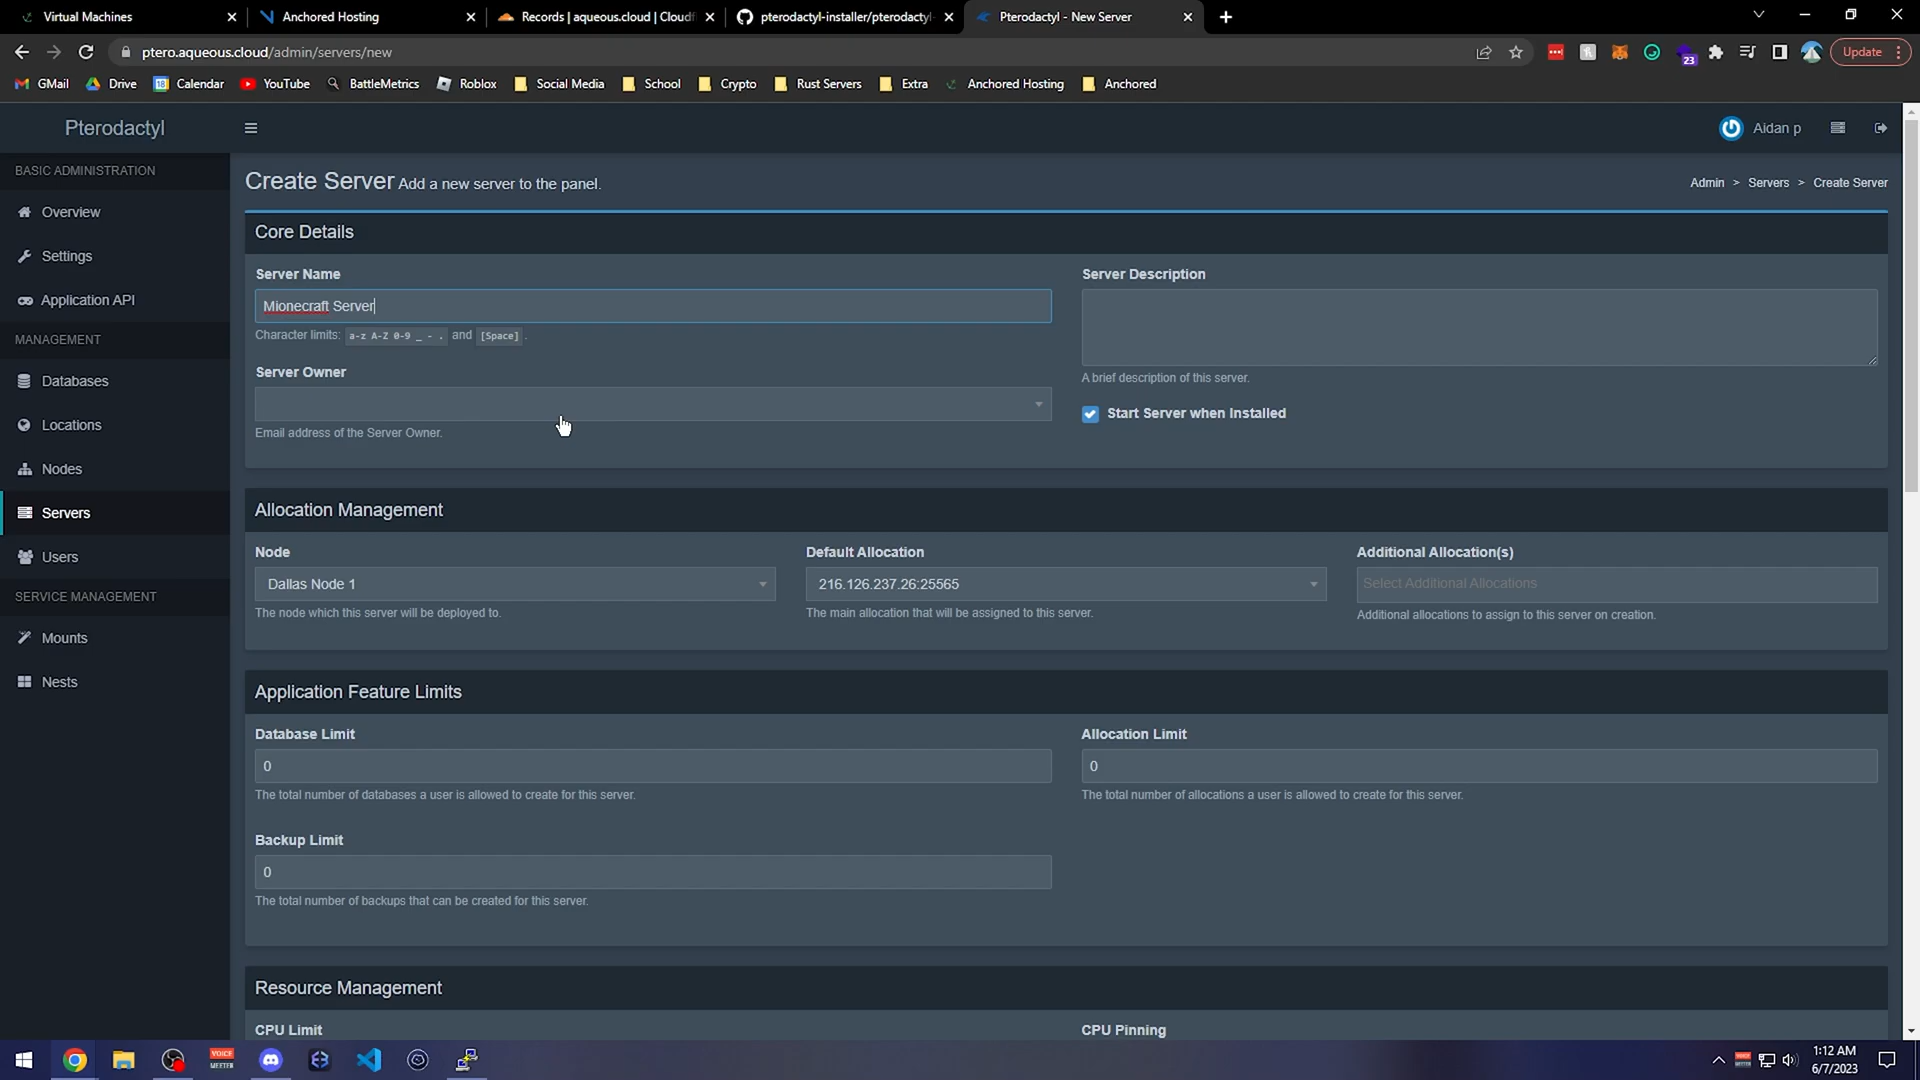 Virtual Machines
Anchored Hosting
Records | aqueous.cloud | Cloudfl
pterodactyl-installer/pterodactyl-
Pterodactyl - New Server
ptero.aqueous.cloud/admin/servers/new
23
Update
GMail
Drive
18
Calendar
YouTube
BattleMetrics
Roblox
Social Media
School
Crypto
Rust Servers
Extra
Anchored Hosting
Anchored
Pterodactyl
Aidan p
BASIC ADMINISTRATION
Overview
Settings
Application API
MANAGEMENT
Databases
Locations
Nodes
Servers
Users
SERVICE MANAGEMENT
Mounts
Nests
Create Server Add a new server to the panel.
Admin > Servers > Create Server
Core Details
Server Name
Mionecraft Server
Character limits: a-z A-Z 0-9 _ - . and [Space] .
Server Owner
Email address of the Server Owner.
Server Description
A brief description of this server.
Start Server when Installed
Allocation Management
Node
Dallas Node 1
The node which this server will be deployed to.
Default Allocation
216.126.237.26:25565
The main allocation that will be assigned to this server.
Additional Allocation(s)
Select Additional Allocations
Additional allocations to assign to this server on creation.
Application Feature Limits
Database Limit
0
The total number of databases a user is allowed to create for this server.
Allocation Limit
0
The total number of allocations a user is allowed to create for this server.
Backup Limit
0
The total number of backups that can be created for this server.
Resource Management
CPU Limit
CPU Pinning
VOICE
MEETER
1:12 AM
6/7/2023